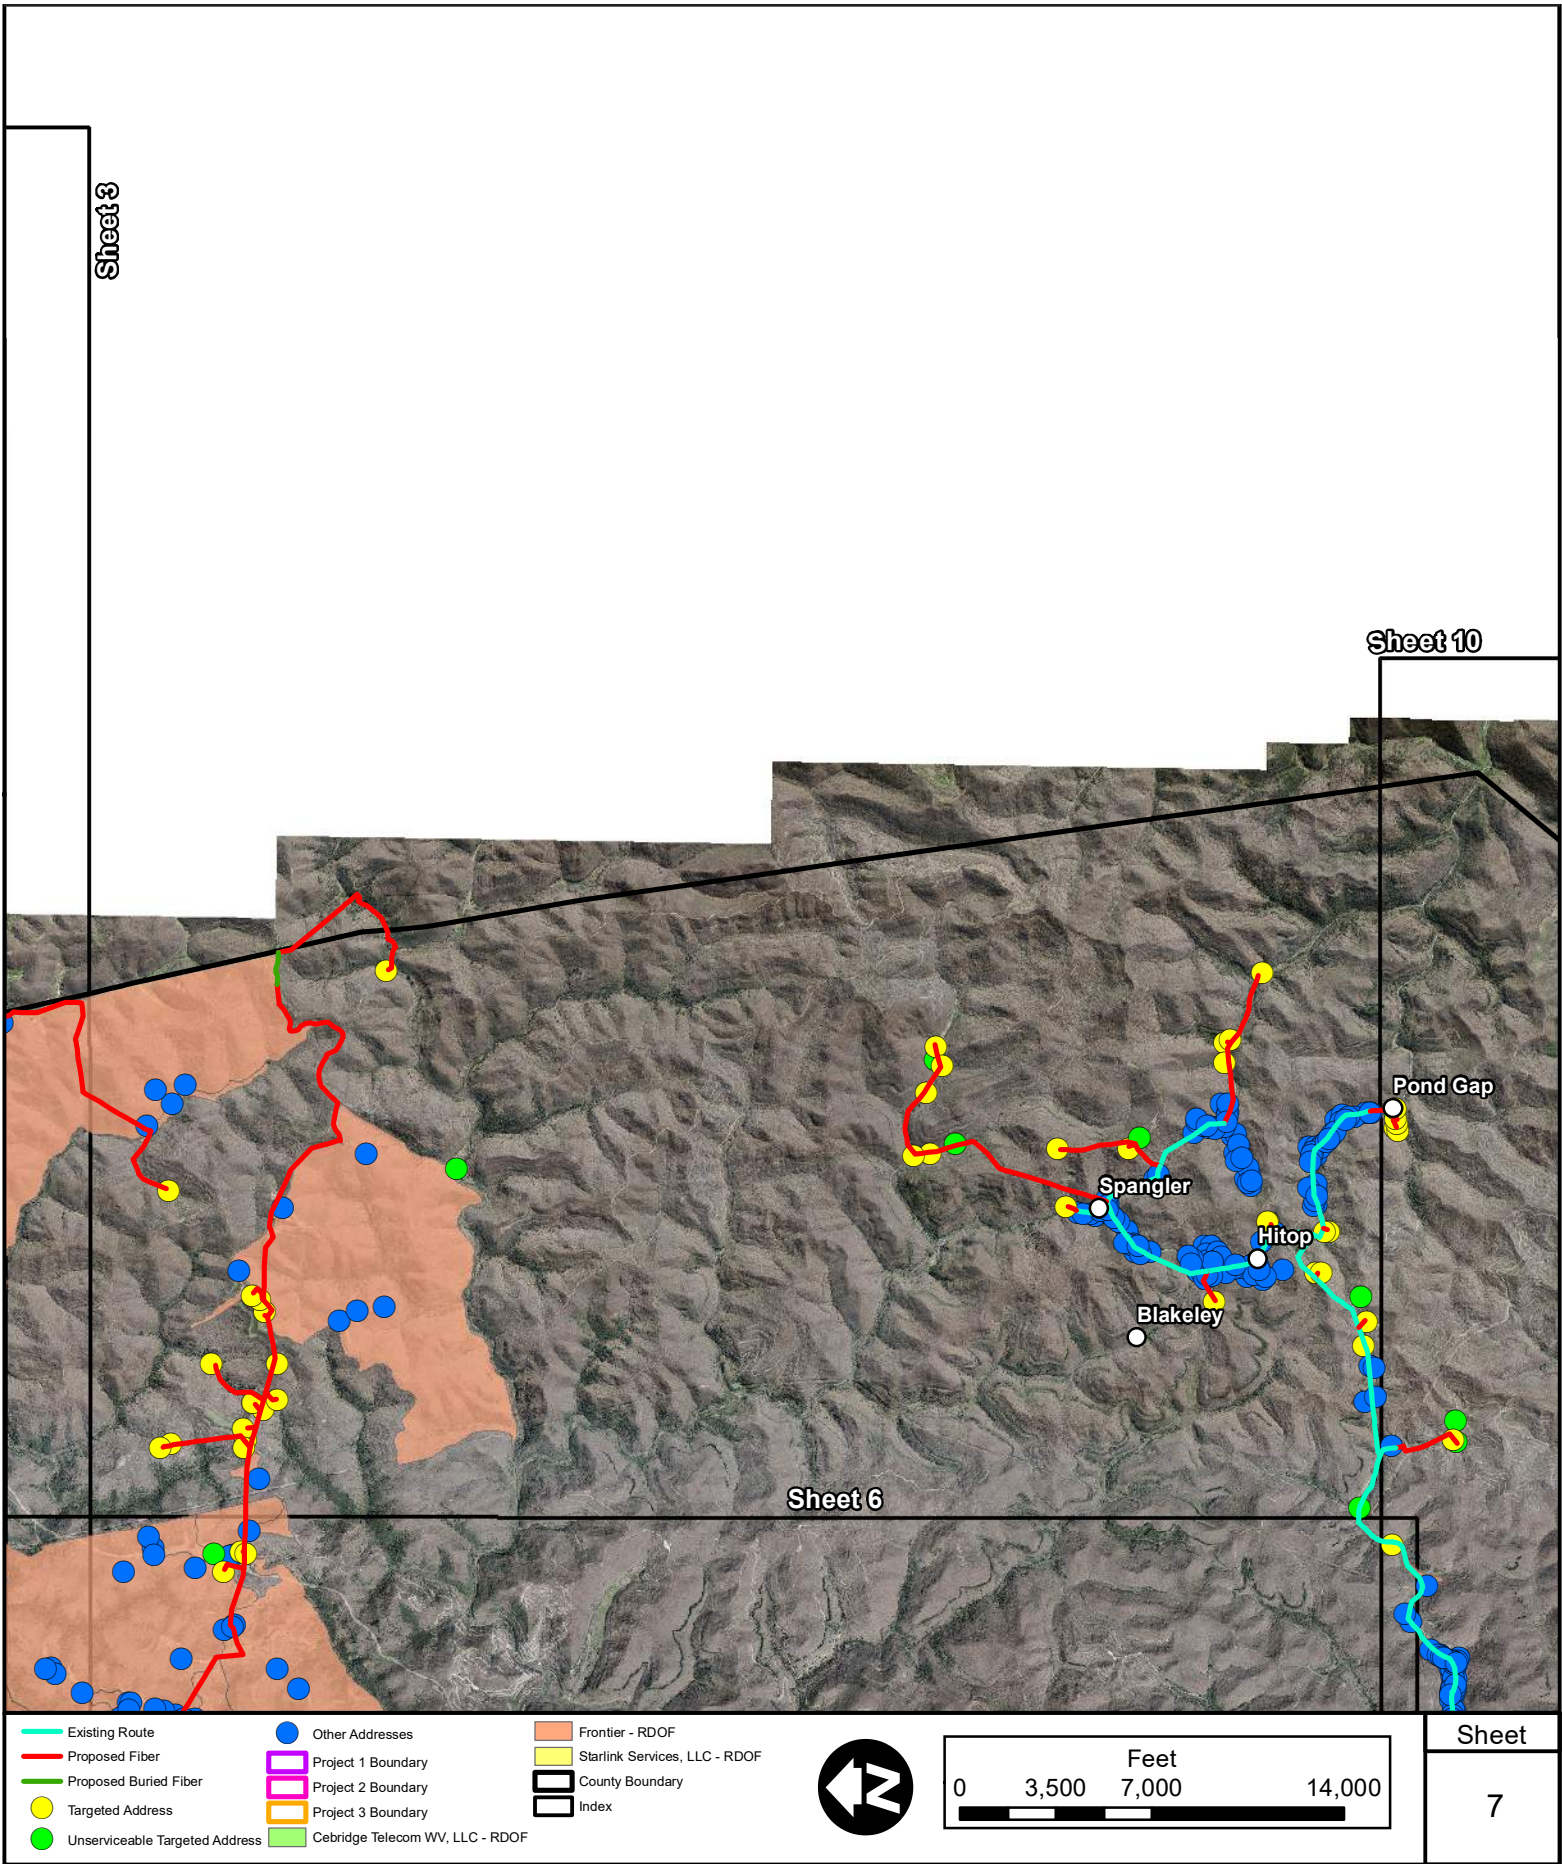 Sheet 3
Sheet 10
Pond Gap
Spangler
Hitop
Blakeley
Sheet 6
Existing Route
Proposed Fiber
Proposed Buried Fiber
Targeted Address
Unserviceable Targeted Address
Other Addresses
Project 1 Boundary
Project 2 Boundary
Project 3 Boundary
Cebridge Telecom WV, LLC - RDOF
Frontier - RDOF
Starlink Services, LLC - RDOF
County Boundary
Index
N
Feet
0 3,500 7,000 14,000
Sheet
7